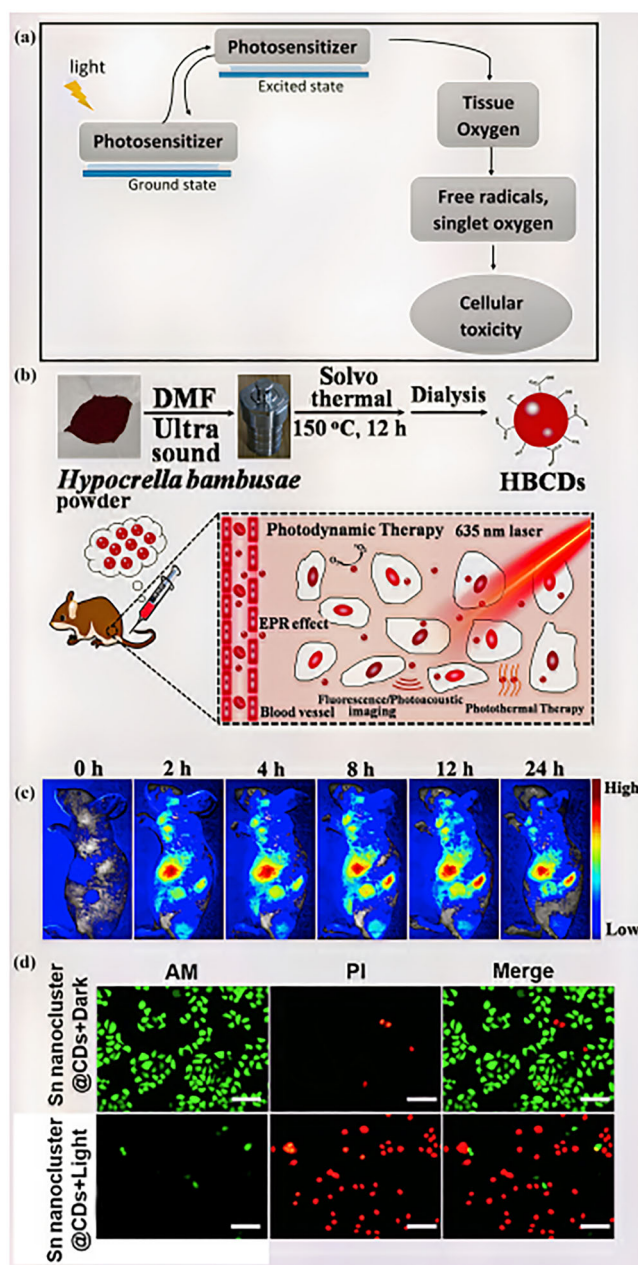 (a)
Photosensitizer
Excited state
light
Photosensitizer
Ground state
Tissue
Oxygen
Free radicals,
singlet oxygen
Cellular
toxicity
(b)
DMF
Ultra
sound
Solvo
thermal
150 °C, 12 h
Dialysis
Hypocrella bambusae
powder
HBCDs
Photodynamic Therapy 635 nm laser
EPR effect
Fluorescence/Photoacoustic
imaging
Blood vessel
Photothermal Therapy
(c)
0 h 2 h 4 h 8 h 12 h 24 h
High
Low
(d)
AM PI Merge
Sn nanocluster
@CDs+Dark
Sn nanocluster
@CDs+Light